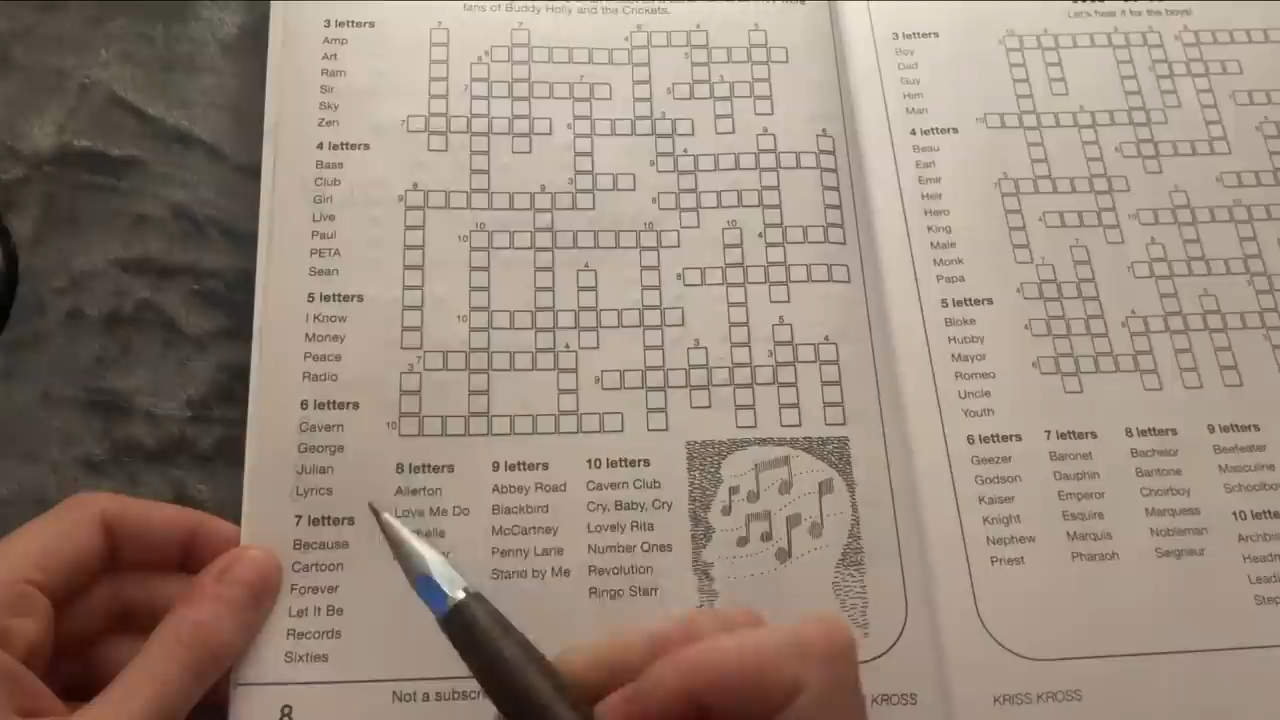 fans of Buddy Holly and the Crickets.
3 letters
Amp
Art
Ram
Sir
Sky
Zen
4 letters
Bass
Club
Girl
Live
Paul
PETA
Sean
5 letters
I Know
Money
Peace
Radio
6 letters
Cavern
George
Julian
Lyrics
7 letters
Because
Cartoon
Forever
Let It Be
Records
Sixties
8 letters
Allerton
Love Me Do
9 letters
Abbey Road
Blackbird
McCartney
Penny Lane
Stand by Me
10 letters
Cavern Club
Cry, Baby, Cry
Lovely Rita
Number Ones
Revolution
Ringo Starr
8
Not a
KROSS
Let's hear it for the boys!
3 letters
Boy
Dad
Guy
Him
Man
4 letters
Beau
Earl
Emir
Heir
Hero
King
Male
Monk
Papa
5 letters
Bloke
Hubby
Mayor
Romeo
Uncle
Youth
6 letters
Geezer
Godson
Kaiser
Knight
Nephew
Priest
7 letters
Baronet
Dauphin
Emperor
Esquire
Marquis
Pharaoh
8 letters
Bachelor
Baritone
Choirboy
Marquess
Nobleman
Seigneur
9 letters
Beefeater
Masculine
KRISS KROSS